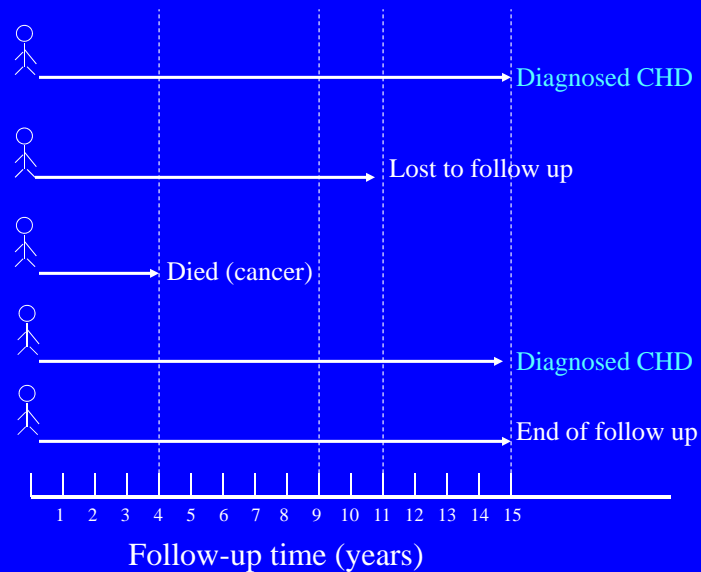 Diagnosed CHD
Lost to follow up
Died (cancer)
Diagnosed CHD
End of follow up
1 2 3 4 5 6 7 8 9 10 11 12 13 14 15
Follow-up time (years)